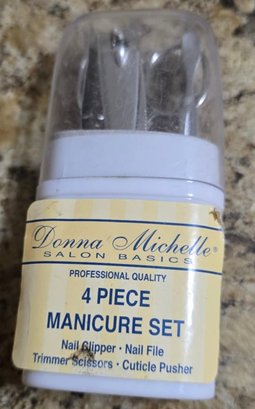 Donna Michelle®
SALON BASICS
PROFESSIONAL QUALITY
4 PIECE
MANICURE SET
Nail Clipper • Nail File
Trimmer Scissors • Cuticle Pusher